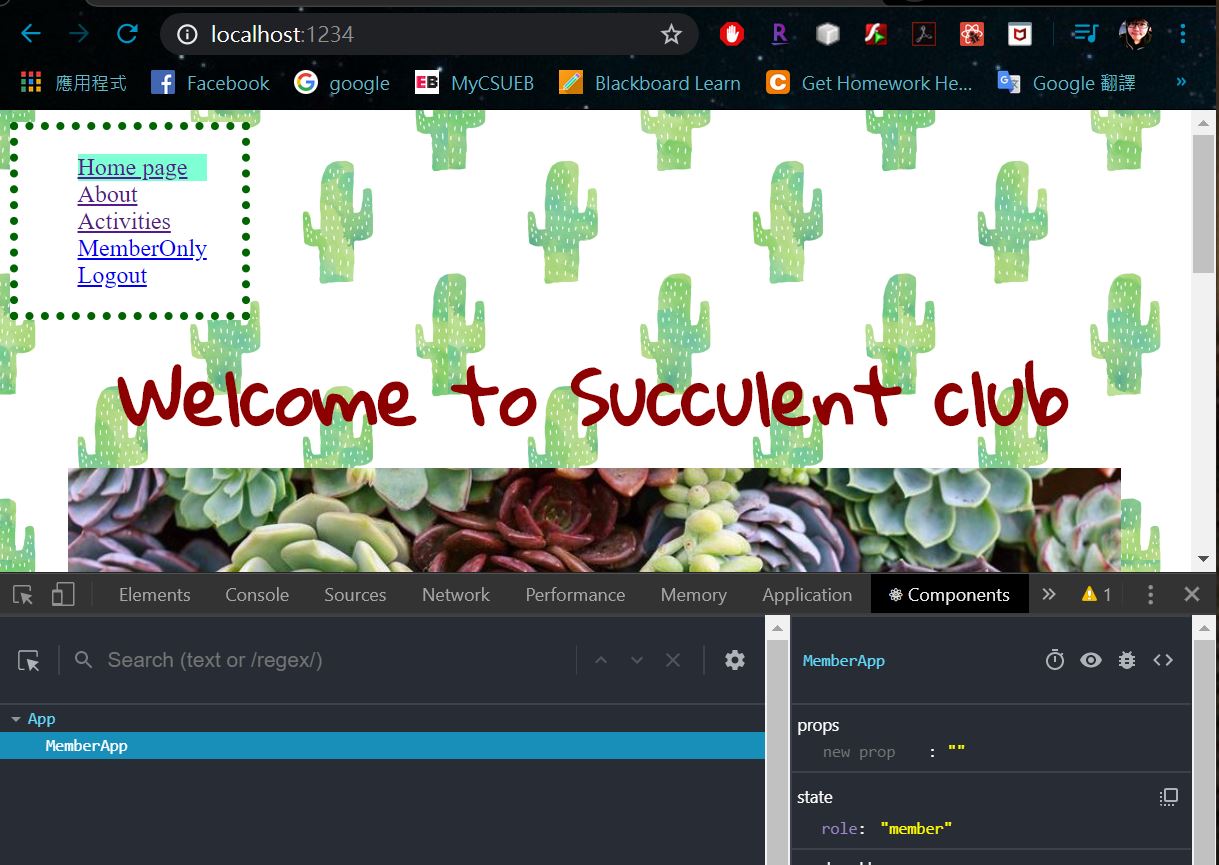 localhost:1234
應用程式 Facebook google MyCSUEB Blackboard Learn Get Homework He... Google 翻譯 »
Home page
About
Activities
MemberOnly
Logout
Welcome to Succulent club
Elements Console Sources Network Performance Memory Application Components » 1
Search (text or /regex/)
MemberApp
App
MemberApp
props
new prop : ""
state
role: "member"